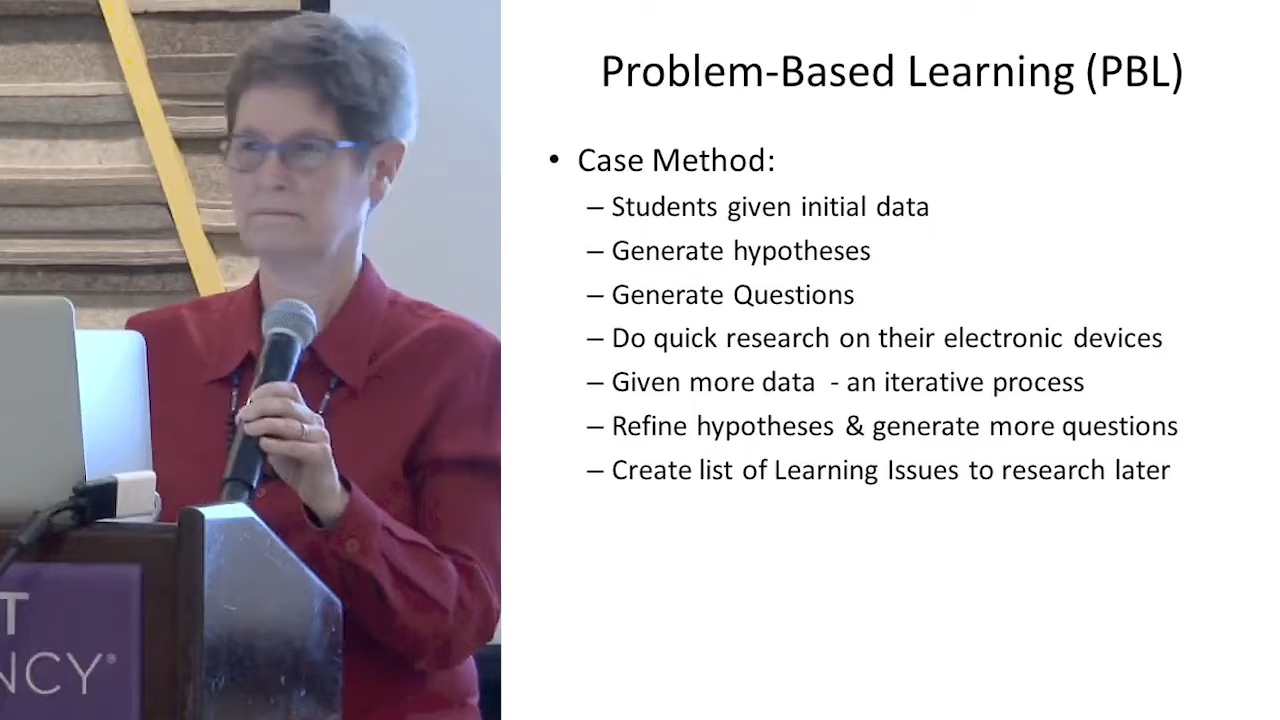 Problem-Based Learning (PBL)
• Case Method:
– Students given initial data
– Generate hypotheses
– Generate Questions
– Do quick research on their electronic devices
– Given more data - an iterative process
– Refine hypotheses & generate more questions
– Create list of Learning Issues to research later
T
NCY®